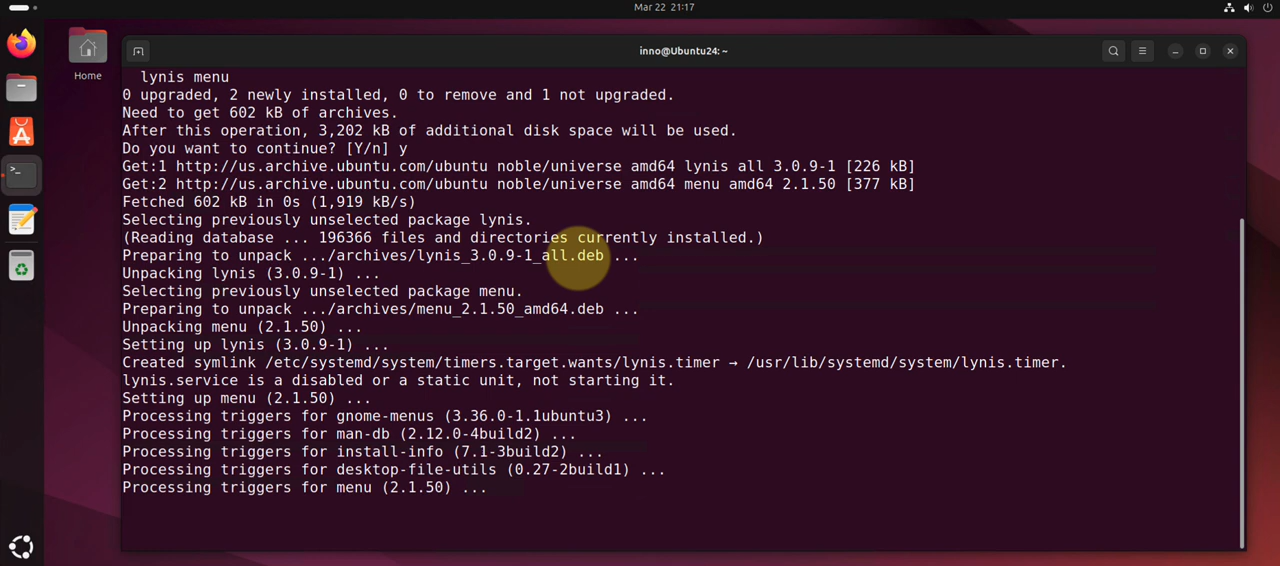 Mar 22 21:17
inno@Ubuntu24: ~
Home
lynis menu
0 upgraded, 2 newly installed, 0 to remove and 1 not upgraded.
Need to get 602 kB of archives.
After this operation, 3,202 kB of additional disk space will be used.
Do you want to continue? [Y/n] y
Get:1 http://us.archive.ubuntu.com/ubuntu noble/universe amd64 lynis all 3.0.9-1 [226 kB]
Get:2 http://us.archive.ubuntu.com/ubuntu noble/universe amd64 menu amd64 2.1.50 [377 kB]
Fetched 602 kB in 0s (1,919 kB/s)
Selecting previously unselected package lynis.
(Reading database ... 196366 files and directories currently installed.)
Preparing to unpack .../archives/lynis_3.0.9-1_all.deb ...
Unpacking lynis (3.0.9-1) ...
Selecting previously unselected package menu.
Preparing to unpack .../archives/menu_2.1.50_amd64.deb ...
Unpacking menu (2.1.50) ...
Setting up lynis (3.0.9-1) ...
Created symlink /etc/systemd/system/timers.target.wants/lynis.timer → /usr/lib/systemd/system/lynis.timer.
lynis.service is a disabled or a static unit, not starting it.
Setting up menu (2.1.50) ...
Processing triggers for gnome-menus (3.36.0-1.1ubuntu3) ...
Processing triggers for man-db (2.12.0-4build2) ...
Processing triggers for install-info (7.1-3build2) ...
Processing triggers for desktop-file-utils (0.27-2build1) ...
Processing triggers for menu (2.1.50) ...